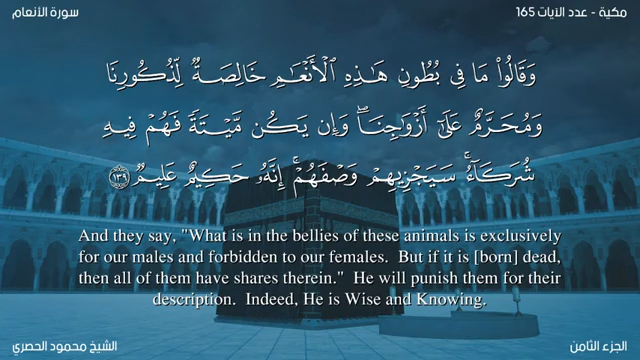 مكية - عدد الآيات 165
سورة الأنعام
وَقَالُوا۟ مَا فِى بُطُونِ هَـٰذِهِ ٱلْأَنْعَـٰمِ خَالِصَةٌ لِّذُكُورِنَا
وَمُحَرَّمٌ عَلَىٰٓ أَزْوَٰجِنَا ۖ وَإِن يَكُن مَّيْتَةً فَهُمْ فِيهِ
شُرَكَآءُ ۚ سَيَجْزِيهِمْ وَصْفَهُمْ ۚ إِنَّهُۥ حَكِيمٌ عَلِيمٌ ١٣٩
And they say, "What is in the bellies of these animals is exclusively
for our males and forbidden to our females.  But if it is [born] dead,
then all of them have shares therein."  He will punish them for their
description.  Indeed, He is Wise and Knowing.
الجزء الثامن
الشيخ محمود الحصري